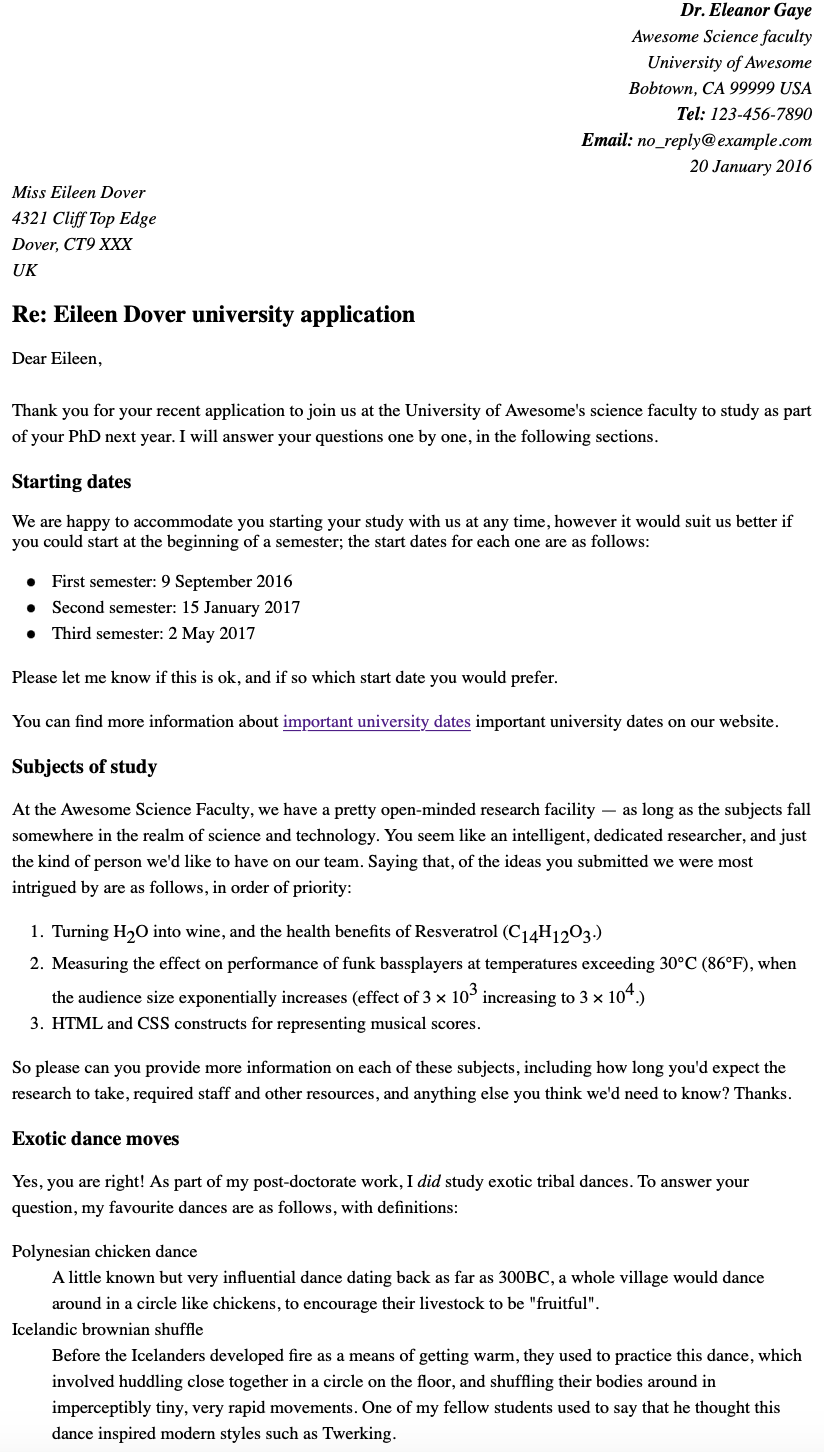 Dr. Eleanor Gaye
Awesome Science faculty
University of Awesome
Bobtown, CA 99999 USA
Tel: 123-456-7890
Email: no_reply@example.com
20 January 2016
Miss Eileen Dover
4321 Cliff Top Edge
Dover, CT9 XXX
UK
Re: Eileen Dover university application
Dear Eileen,
Thank you for your recent application to join us at the University of Awesome's science faculty to study as part
of your PhD next year. I will answer your questions one by one, in the following sections.
Starting dates
We are happy to accommodate you starting your study with us at any time, however it would suit us better if
you could start at the beginning of a semester; the start dates for each one are as follows:
● First semester: 9 September 2016
● Second semester: 15 January 2017
● Third semester: 2 May 2017
Please let me know if this is ok, and if so which start date you would prefer.
You can find more information about important university dates important university dates on our website.
Subjects of study
At the Awesome Science Faculty, we have a pretty open-minded research facility — as long as the subjects fall
somewhere in the realm of science and technology. You seem like an intelligent, dedicated researcher, and just
the kind of person we'd like to have on our team. Saying that, of the ideas you submitted we were most
intrigued by are as follows, in order of priority:
1. Turning H₂O into wine, and the health benefits of Resveratrol (C₁₄H₁₂O₃.)
2. Measuring the effect on performance of funk bassplayers at temperatures exceeding 30°C (86°F), when
the audience size exponentially increases (effect of 3 × 10³ increasing to 3 × 10⁴.)
3. HTML and CSS constructs for representing musical scores.
So please can you provide more information on each of these subjects, including how long you'd expect the
research to take, required staff and other resources, and anything else you think we'd need to know? Thanks.
Exotic dance moves
Yes, you are right! As part of my post-doctorate work, I did study exotic tribal dances. To answer your
question, my favourite dances are as follows, with definitions:
Polynesian chicken dance
A little known but very influential dance dating back as far as 300BC, a whole village would dance
around in a circle like chickens, to encourage their livestock to be "fruitful".
Icelandic brownian shuffle
Before the Icelanders developed fire as a means of getting warm, they used to practice this dance, which
involved huddling close together in a circle on the floor, and shuffling their bodies around in
imperceptibly tiny, very rapid movements. One of my fellow students used to say that he thought this
dance inspired modern styles such as Twerking.